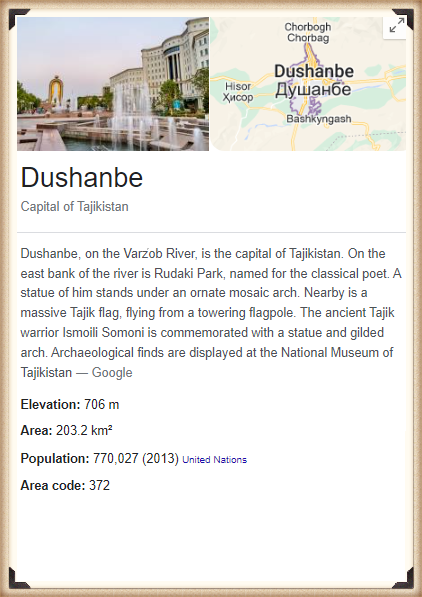 Chorbogh
Chorbag
Dushanbe
Душанбе
Hisor
Ҳисор
Bashkyngash
Dushanbe
Capital of Tajikistan
Dushanbe, on the Varzob River, is the capital of Tajikistan. On the
east bank of the river is Rudaki Park, named for the classical poet. A
statue of him stands under an ornate mosaic arch. Nearby is a
massive Tajik flag, flying from a towering flagpole. The ancient Tajik
warrior Ismoili Somoni is commemorated with a statue and gilded
arch. Archaeological finds are displayed at the National Museum of
Tajikistan — Google
Elevation: 706 m
Area: 203.2 km²
Population: 770,027 (2013) United Nations
Area code: 372